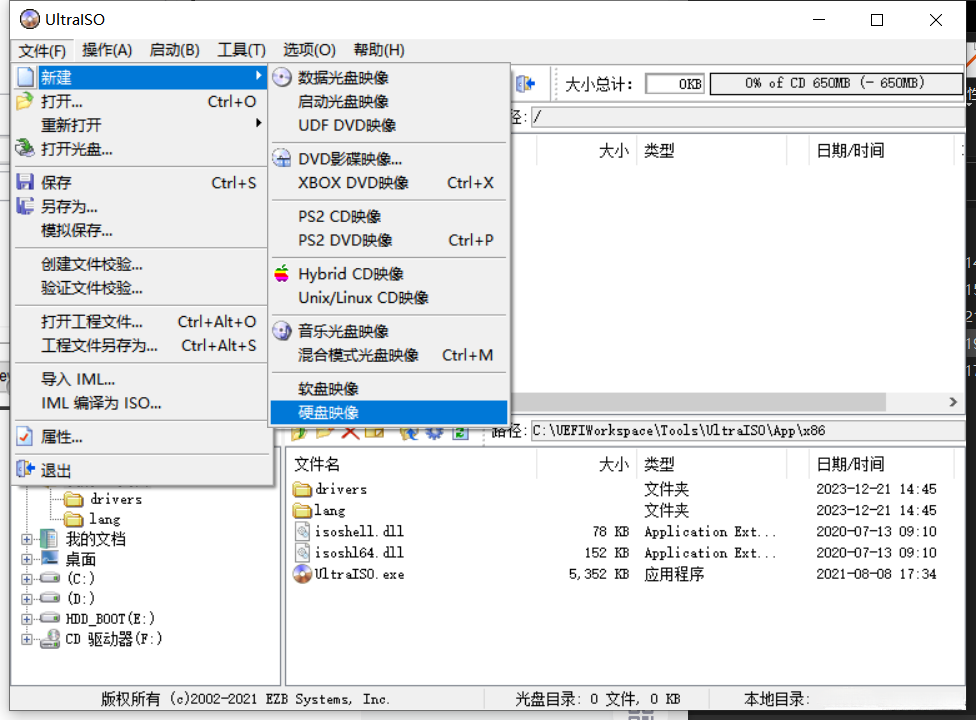 UltraISO
文件(F) 操作(A) 启动(B) 工具(T) 选项(O) 帮助(H)
新建
打开... Ctrl+O
重新打开
打开光盘...
保存 Ctrl+S
另存为...
模拟保存...
创建文件校验...
验证文件校验...
打开工程文件... Ctrl+Alt+O
工程文件另存为... Ctrl+Alt+S
导入 IML...
IML 编译为 ISO...
属性...
退出
数据光盘映像
启动光盘映像
UDF DVD映像
DVD影碟映像...
XBOX DVD映像 Ctrl+X
PS2 CD映像
PS2 DVD映像 Ctrl+P
Hybrid CD映像
Unix/Linux CD映像
音乐光盘映像
混合模式光盘映像 Ctrl+M
软盘映像
硬盘映像
大小总计: 0KB 0% of CD 650MB (- 650MB)
径: /
大小 类型 日期/时间
路径: C:\UEFIWorkspace\Tools\UltraISO\App\x86
drivers
lang
我的文档
桌面
(C:)
(D:)
HDD_BOOT(E:)
CD 驱动器(F:)
文件名 大小 类型 日期/时间
drivers 文件夹 2023-12-21 14:45
lang 文件夹 2023-12-21 14:45
isoshell.dll 78 KB Application Ext... 2020-07-13 09:10
isoshl64.dll 152 KB Application Ext... 2020-07-13 09:10
UltraISO.exe 5,352 KB 应用程序 2021-08-08 17:34
版权所有 (c)2002-2021 EZB Systems, Inc. 光盘目录: 0 文件, 0 KB 本地目录: